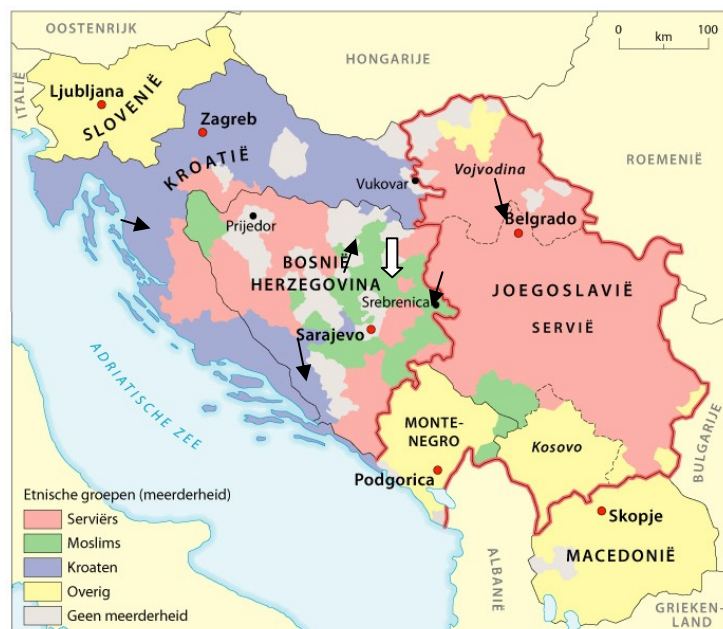 OOSTENRIJK
HONGARIJE
0 100
km
ITALIË
Ljubljana
SLOVENIË
Zagreb
KROATIË
ROEMENIË
Vojvodina
Vukovar
Belgrado
Prijedor
BOSNIË
HERZEGOVINA
JOEGOSLAVIË
SERVIË
Srebrenica
Sarajevo
ADRIATISCHE ZEE
MONTE-
NEGRO
Kosovo
BULGARIJE
Podgorica
Skopje
MACEDONIË
ALBANIË
GRIEKEN-
LAND
Etnische groepen (meerderheid)
Serviërs
Moslims
Kroaten
Overig
Geen meerderheid